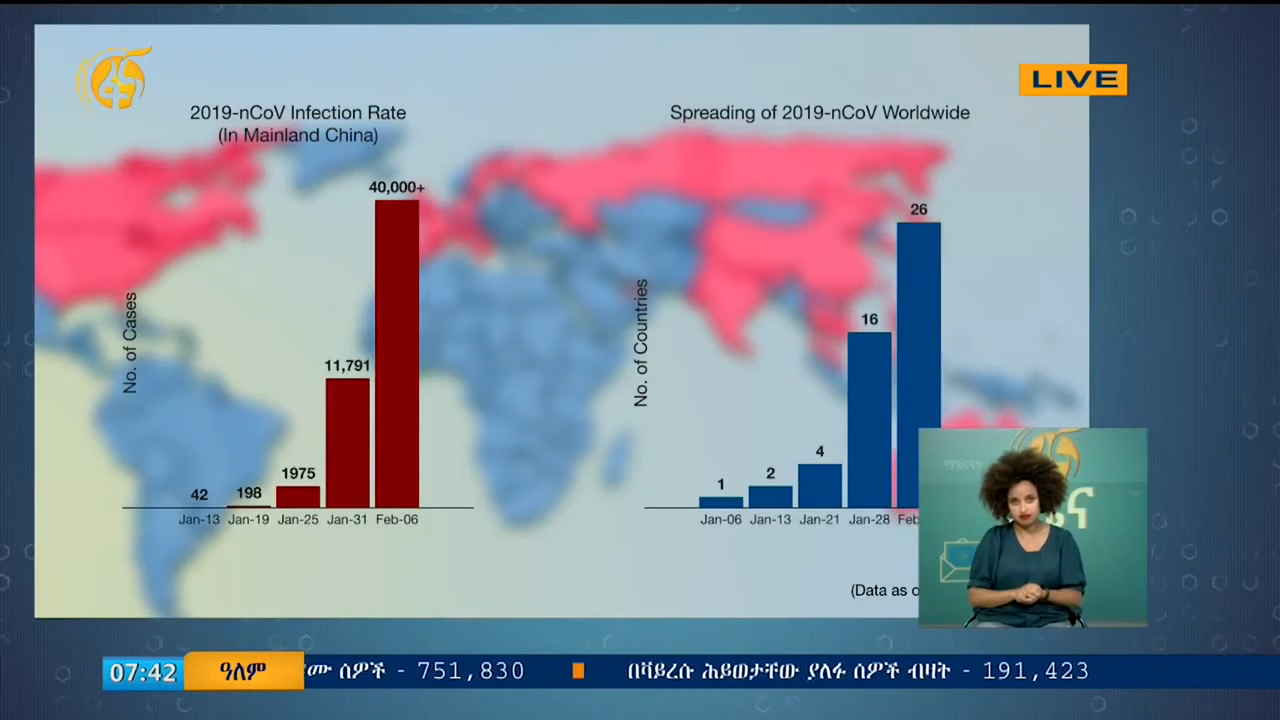 LIVE
2019-nCoV Infection Rate
(In Mainland China)
No. of Cases
40,000+
11,791
1975
198
42
Jan-13 Jan-19 Jan-25 Jan-31 Feb-06
Spreading of 2019-nCoV Worldwide
No. of Countries
26
16
4
2
1
Jan-06 Jan-13 Jan-21 Jan-28 Feb
(Data as o
07:42 ዓለም ሙ ሰዎች - 751,830 በቫይረሱ ሕይወታቸው ያለፉ ሰዎች ብዛት - 191,423